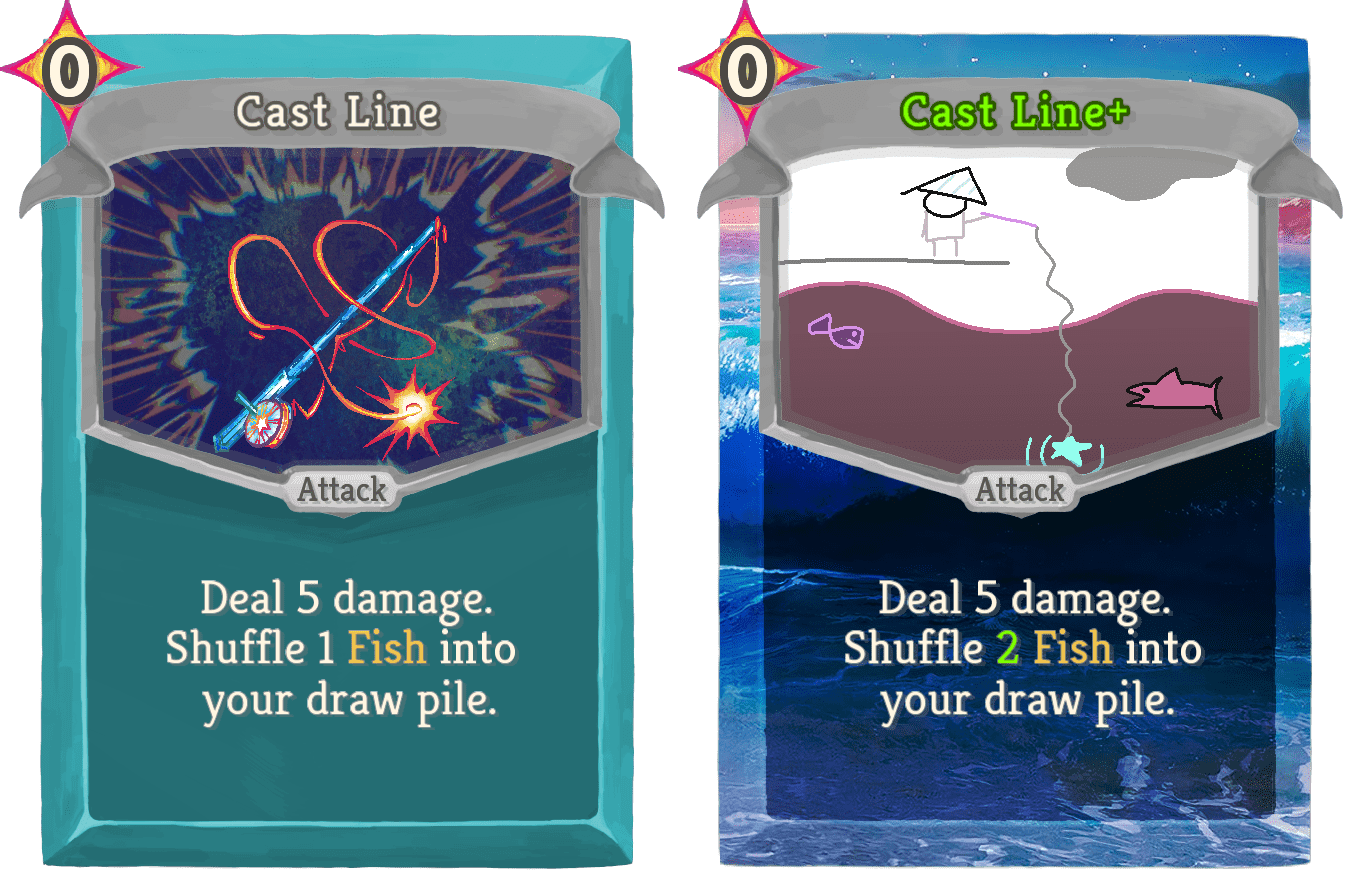 0
Cast Line
Attack
Deal 5 damage.
Shuffle 1 Fish into
your draw pile.
0
Cast Line+
Attack
Deal 5 damage.
Shuffle 2 Fish into
your draw pile.